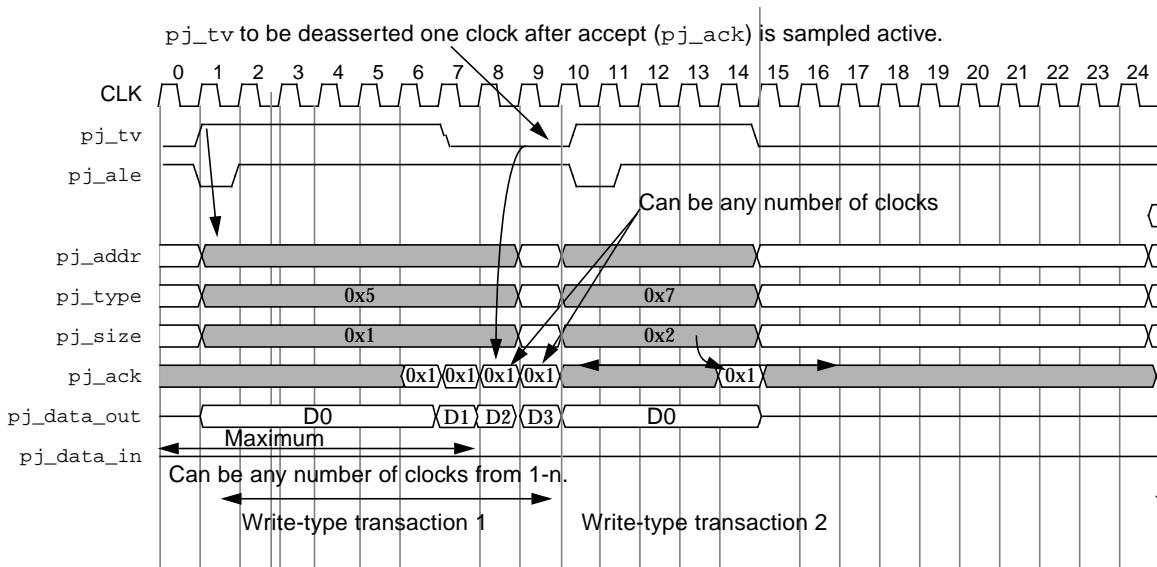 pj_tv to be deasserted one clock after accept (pj_ack) is sampled active.
0 1 2 3 4 5 6 7 8 9 10 11 12 13 14 15 16 17 18 19 20 21 22 23 24
CLK
pj_tv
pj_ale
Can be any number of clocks
pj_addr
pj_type 0x5 0x7
pj_size 0x1 0x2
pj_ack 0x1 0x1 0x1 0x1 0x1
pj_data_out D0 D1 D2 D3 D0
Maximum
pj_data_in
Can be any number of clocks from 1-n.
Write-type transaction 1 Write-type transaction 2